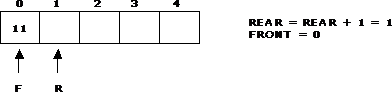 0 1 2 3 4
11
F R
REAR = REAR + 1 = 1
FRONT = 0